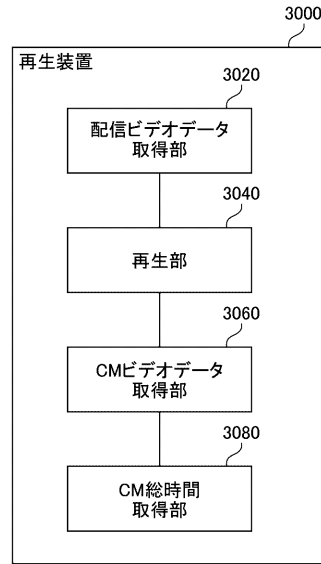 3000
再生装置
3020
配信ビデオデータ
取得部
3040
再生部
3060
CMビデオデータ
取得部
3080
CM総時間
取得部